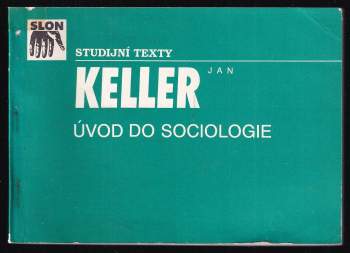 SLON
STUDIJNÍ TEXTY
JAN
KELLER
ÚVOD DO SOCIOLOGIE